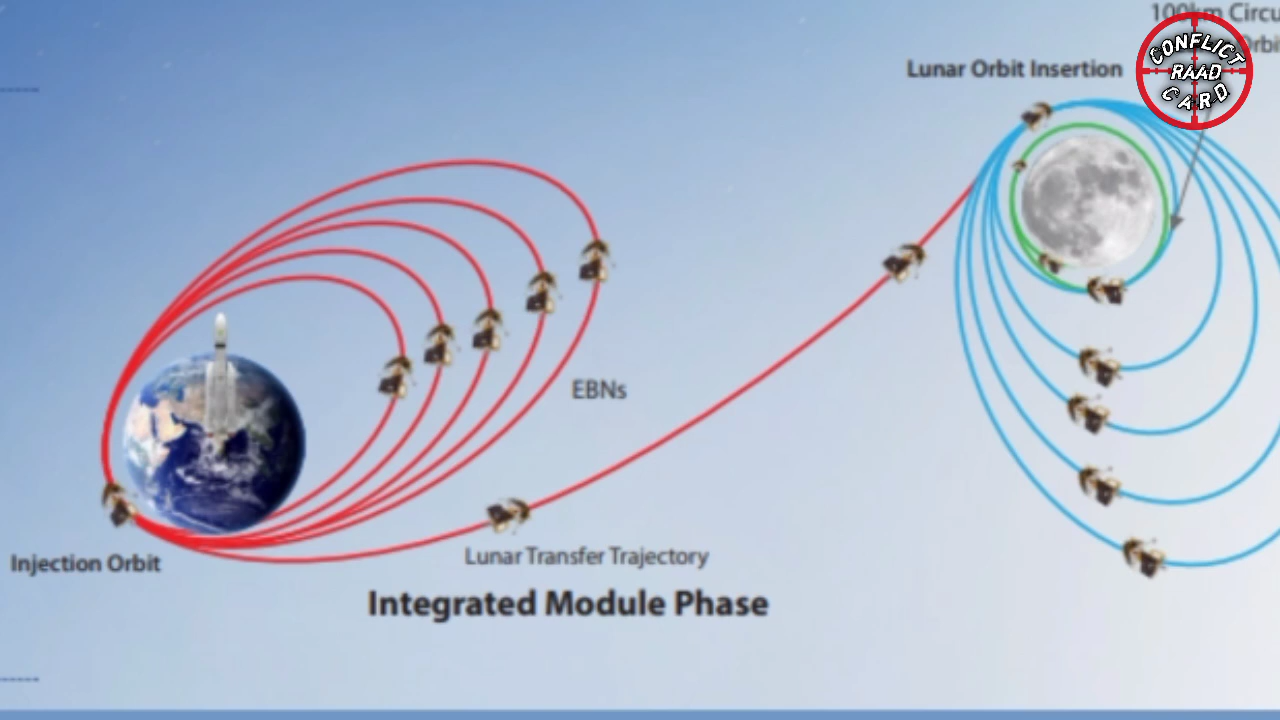 100km Circu
Orbi
Lunar Orbit Insertion
CONFLICT
RAAD
CARD
EBNs
Injection Orbit
Lunar Transfer Trajectory
Integrated Module Phase